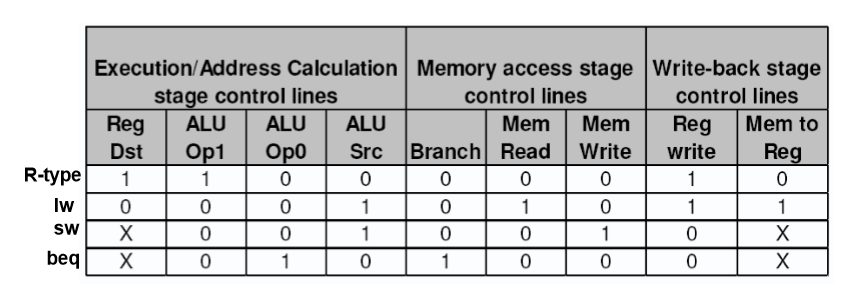 Execution/Address Calculation stage control lines Memory access stage control lines Write-back stage control lines
Reg Dst ALU Op1 ALU Op0 ALU Src Branch Mem Read Mem Write Reg write Mem to Reg
R-type 1 1 0 0 0 0 0 1 0
lw 0 0 0 1 0 1 0 1 1
sw X 0 0 1 0 0 1 0 X
beq X 0 1 0 1 0 0 0 X